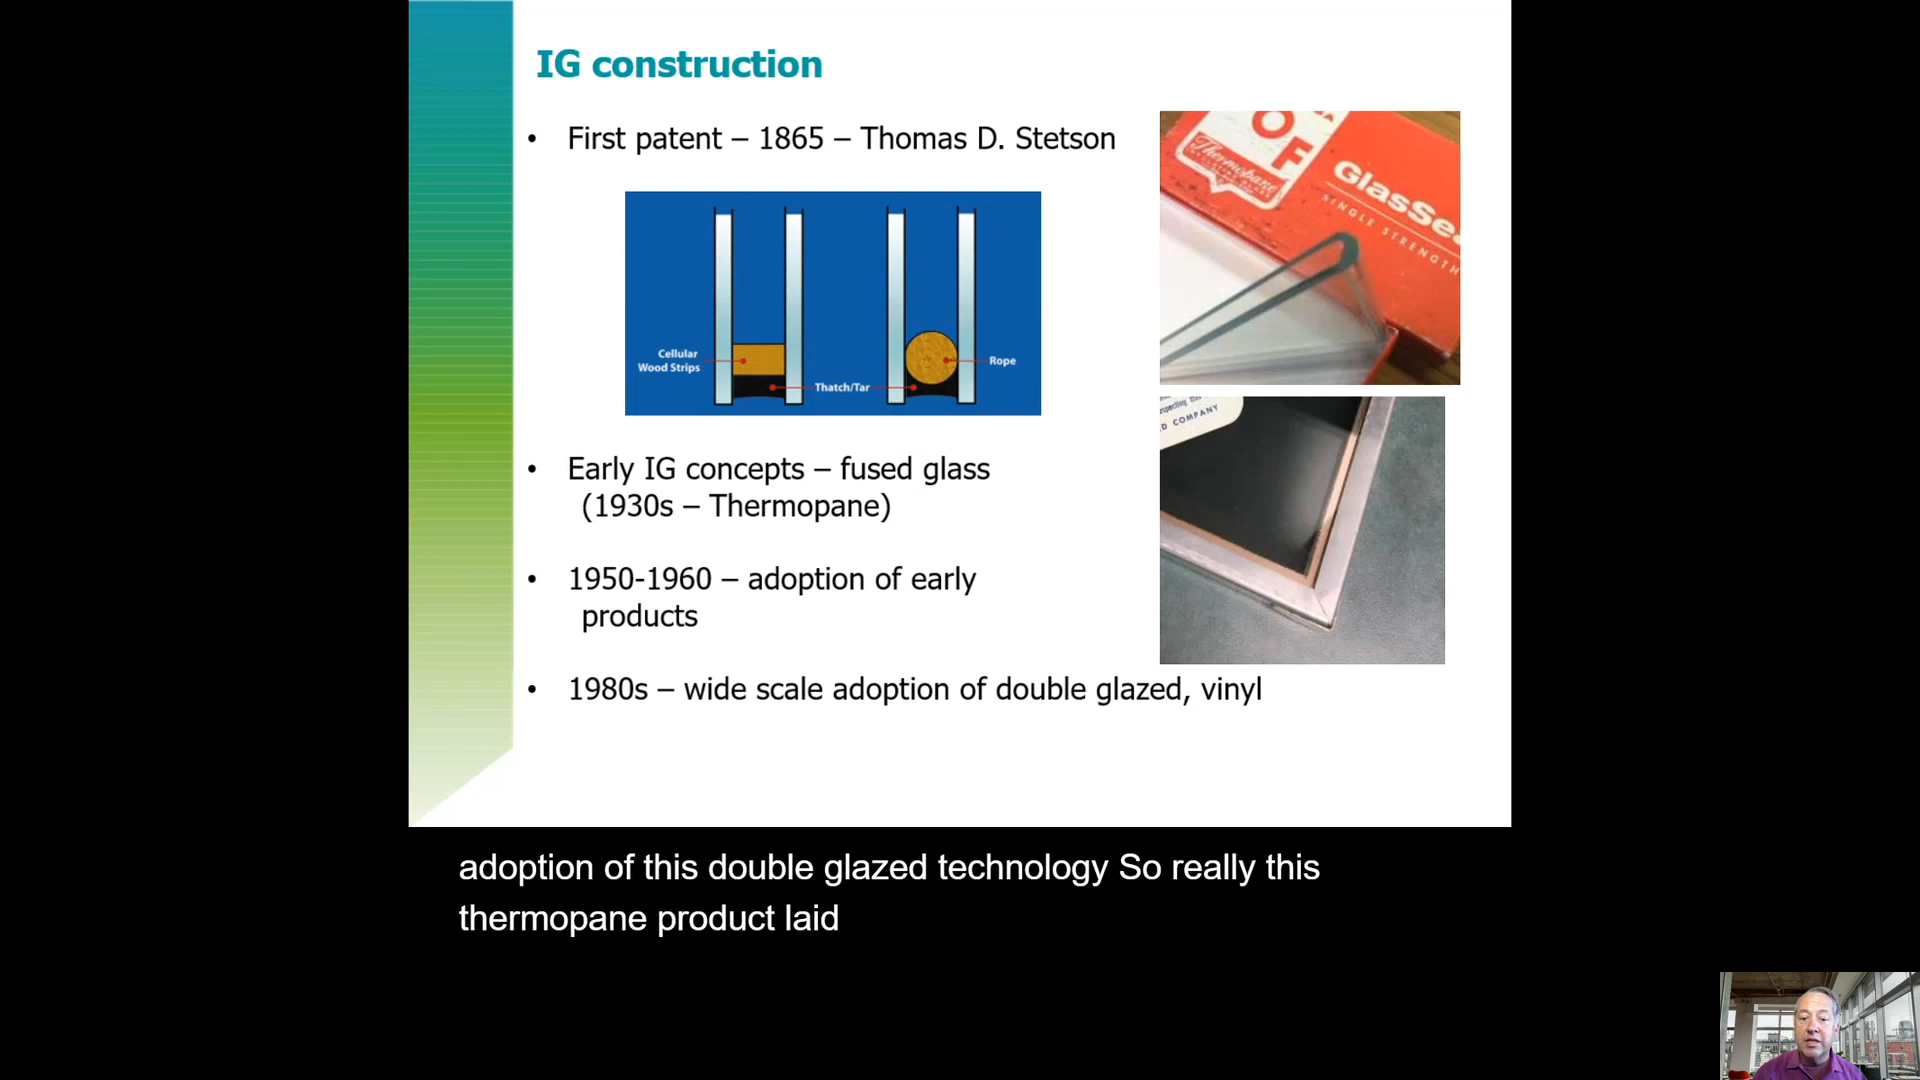 IG construction
• First patent – 1865 – Thomas D. Stetson
Cellular
Wood Strips
Thatch/Tar
Rope
OF
Thermopane
GlasSe
SINGLE STRENGTH
D COMPANY
• Early IG concepts – fused glass
(1930s – Thermopane)
• 1950-1960 – adoption of early
products
• 1980s – wide scale adoption of double glazed, vinyl
adoption of this double glazed technology So really this
thermopane product laid